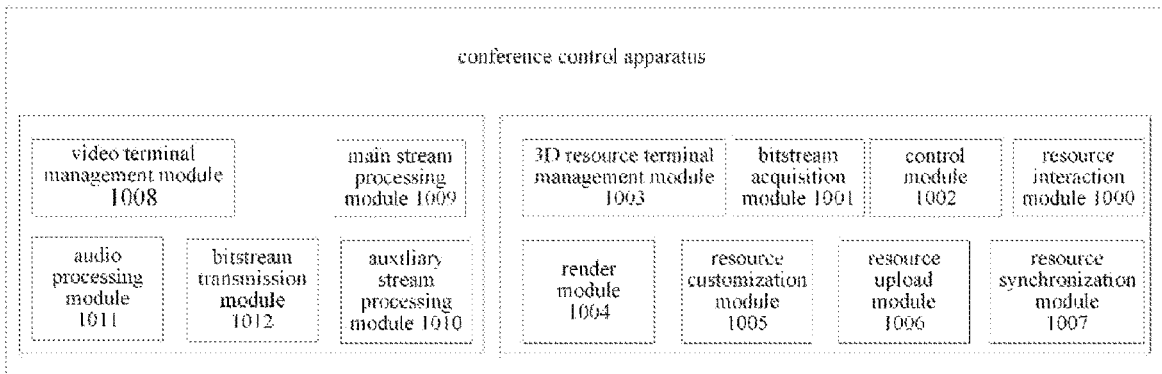 conference control apparatus
video terminal
management module
1008
main stream
processing
module 1009
audio
processing
module
1011
bitstream
transmission
module
1012
auxiliary
stream
processing
module 1010
3D resource terminal
management module
1003
bitstream
acquisition
module 1001
control
module
1002
resource
interaction
module 1000
render
module
1004
resource
customization
module
1005
resource
upload
module
1006
resource
synchronization
module
1007